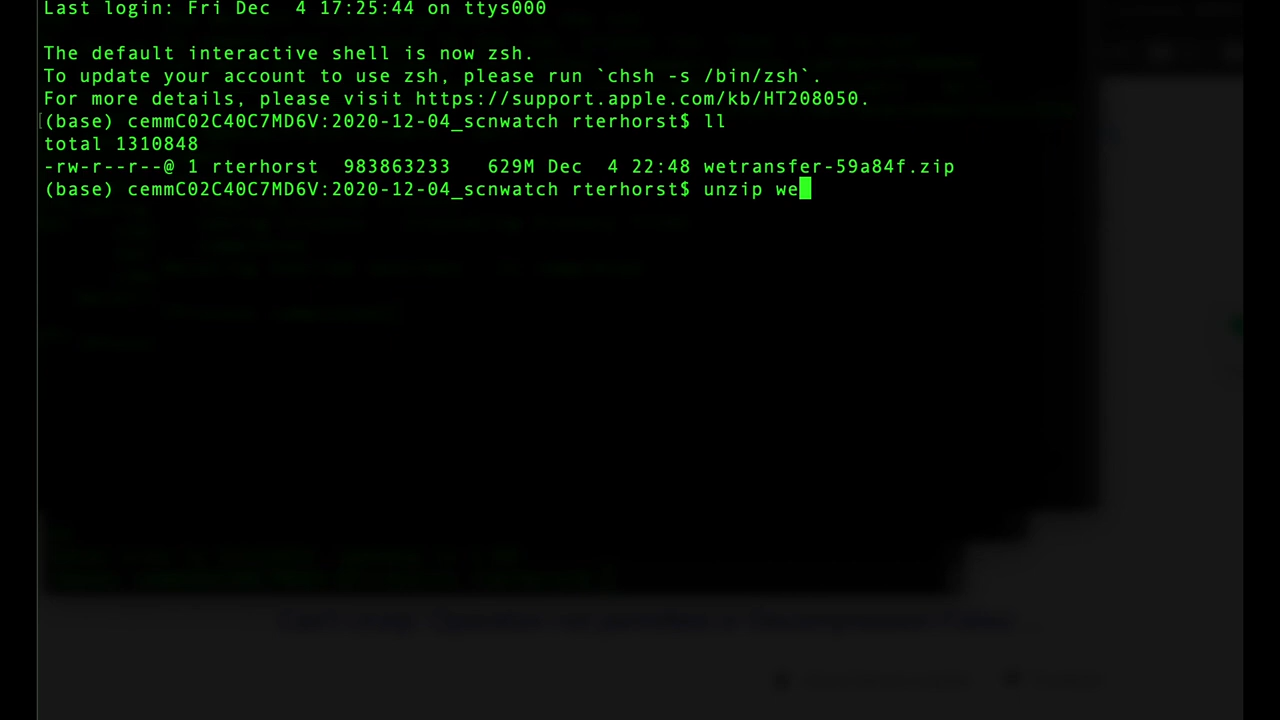 Last login: Fri Dec  4 17:25:44 on ttys000
The default interactive shell is now zsh.
To update your account to use zsh, please run `chsh -s /bin/zsh`.
For more details, please visit https://support.apple.com/kb/HT208050.
[(base) cemmC02C40C7MD6V:2020-12-04_scnwatch rterhorst$ ll
total 1310848
-rw-r--r--@ 1 rterhorst  983863233   629M Dec  4 22:48 wetransfer-59a84f.zip
(base) cemmC02C40C7MD6V:2020-12-04_scnwatch rterhorst$ unzip we